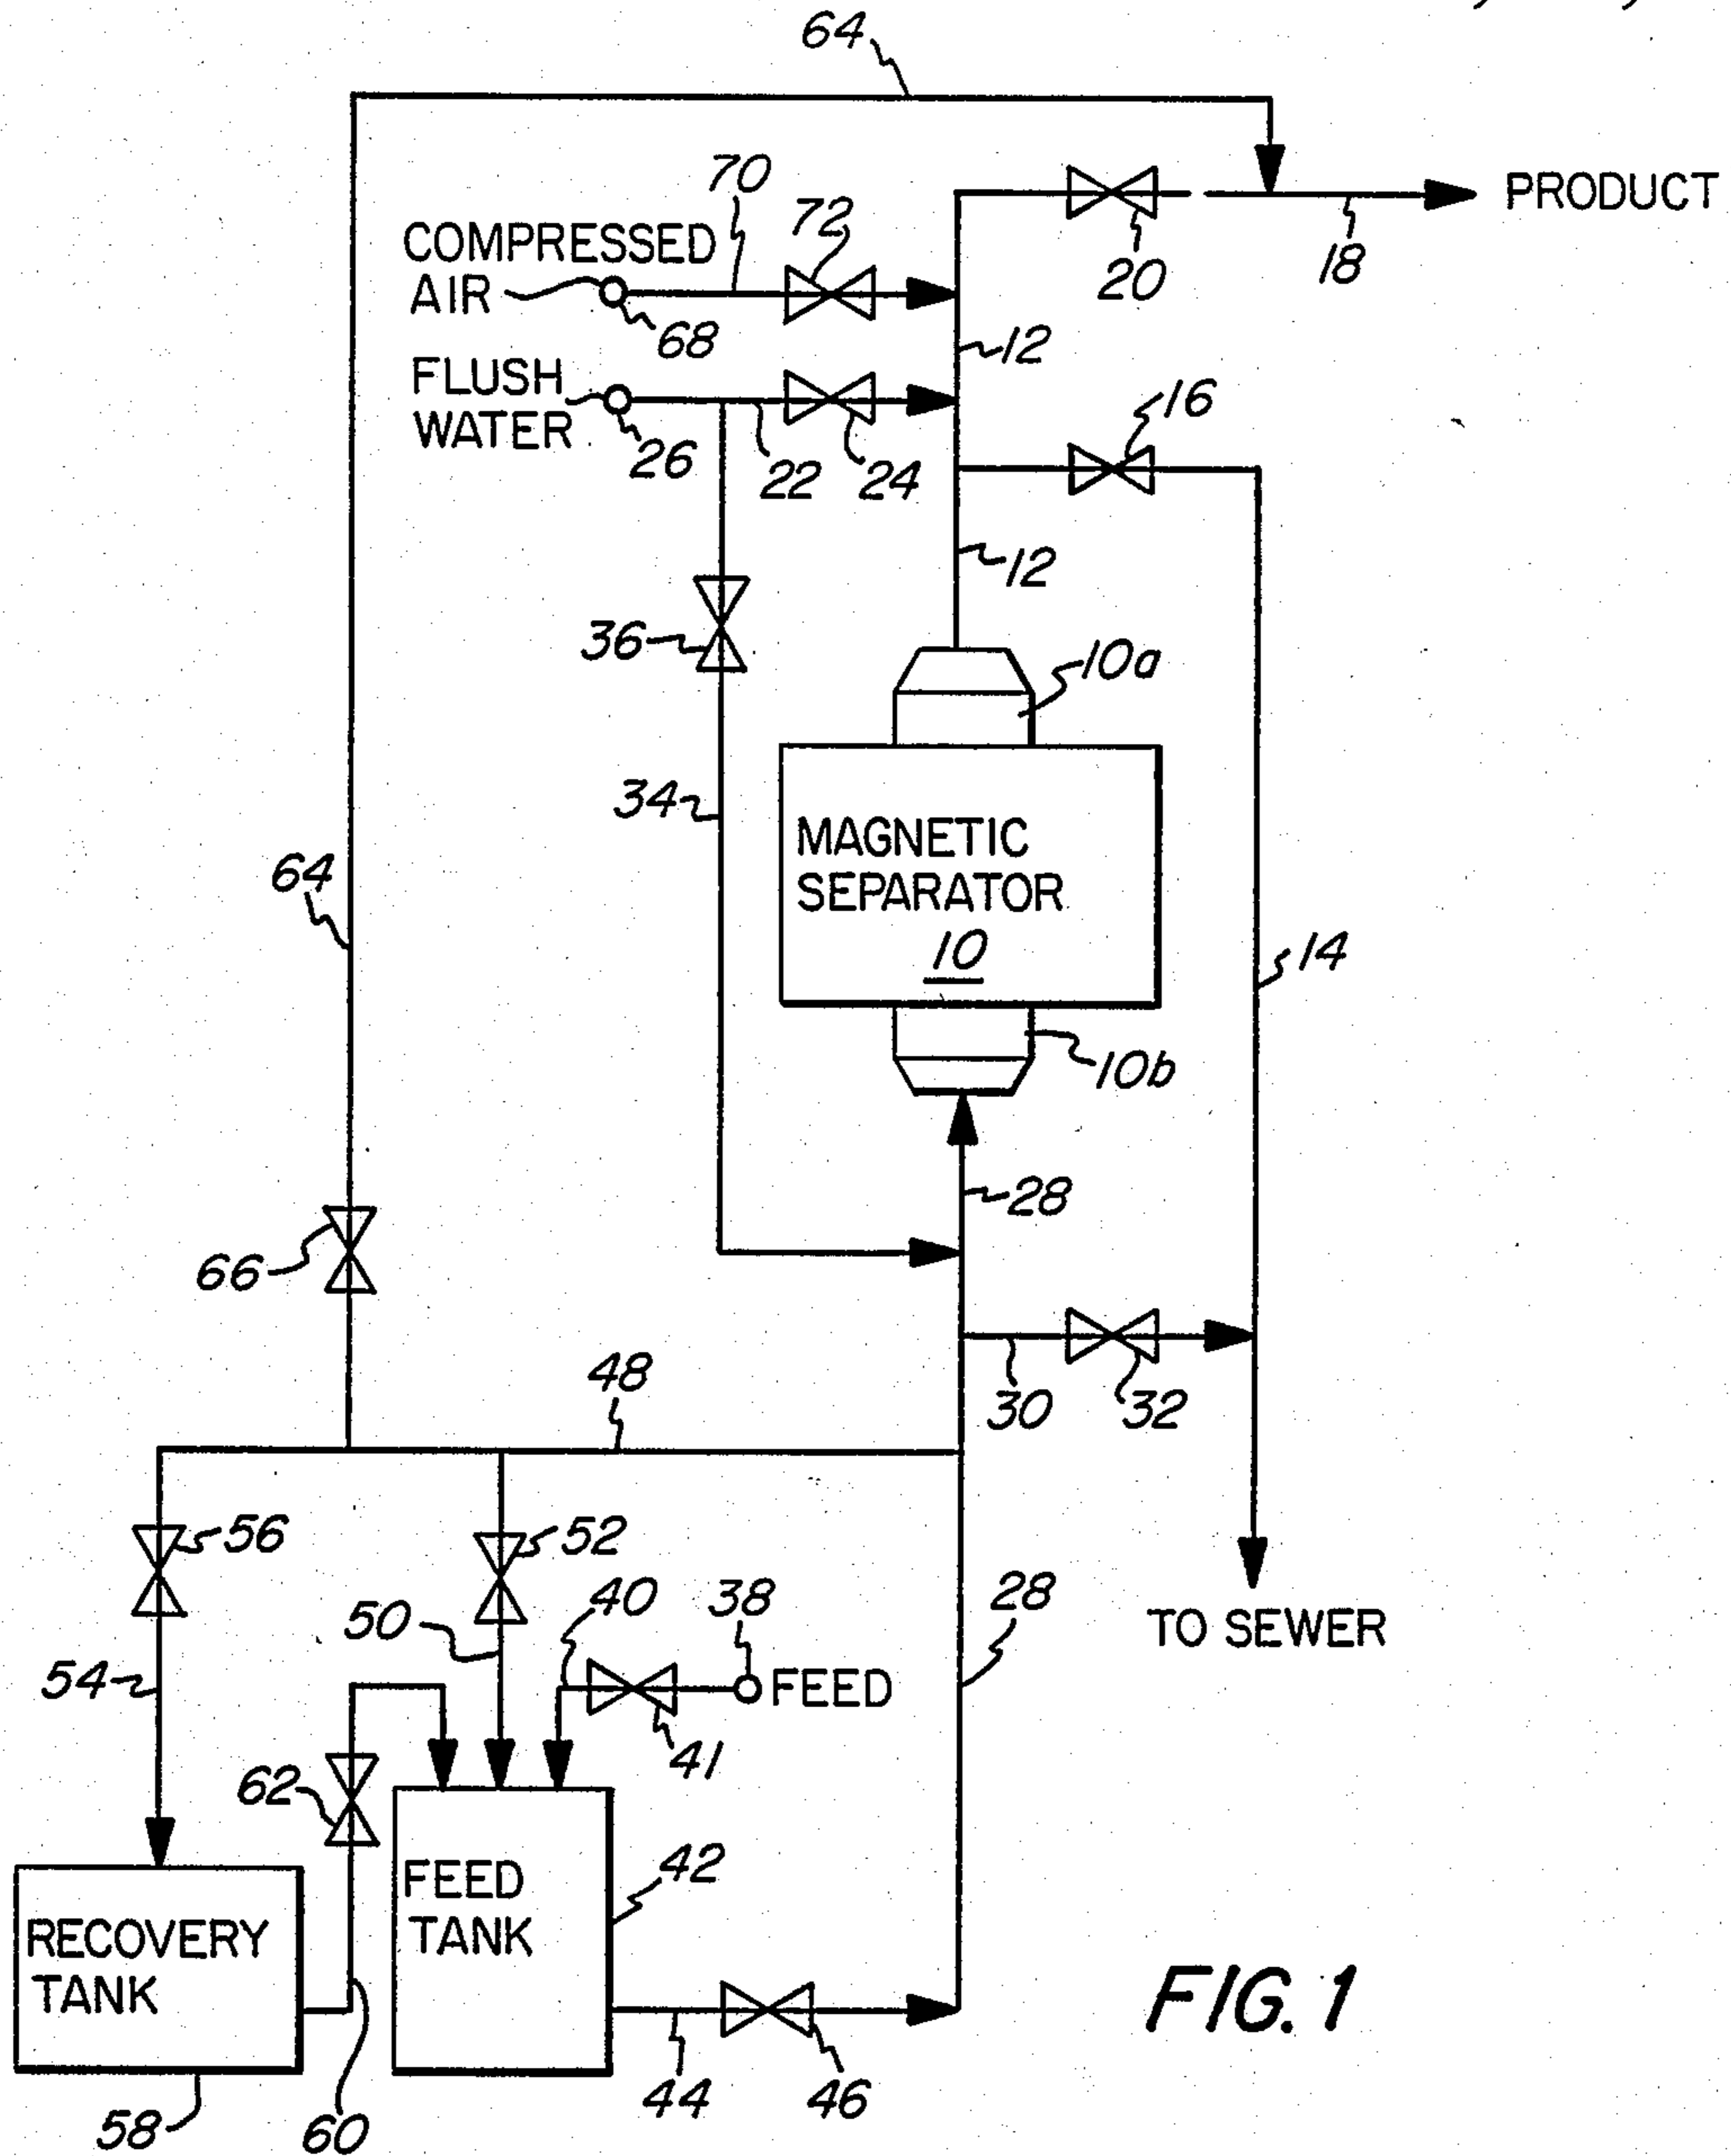 64
70
72
PRODUCT
COMPRESSED
AIR
20
18
68
12
FLUSH
WATER
16
26
22
24
12
36
10a
34
MAGNETIC
SEPARATOR
64
10
14
10b
28
66
48
30
32
56
52
40
38
28
50
TO SEWER
54
FEED
41
62
FEED
TANK
42
RECOVERY
TANK
FIG. 1
44
46
58
60